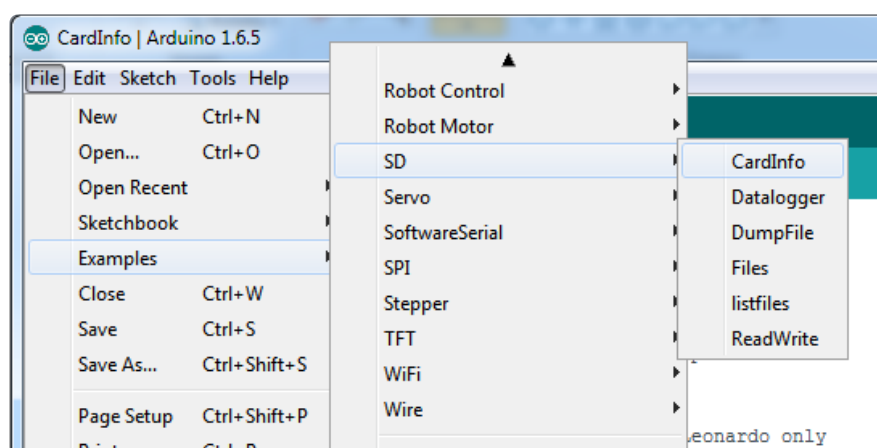 CardInfo | Arduino 1.6.5
File Edit Sketch Tools Help
New Ctrl+N
Open... Ctrl+O
Open Recent
Sketchbook
Examples
Close Ctrl+W
Save Ctrl+S
Save As... Ctrl+Shift+S
Page Setup Ctrl+Shift+P
Robot Control
Robot Motor
SD
Servo
SoftwareSerial
SPI
Stepper
TFT
WiFi
Wire
CardInfo
Datalogger
DumpFile
Files
listfiles
ReadWrite
only